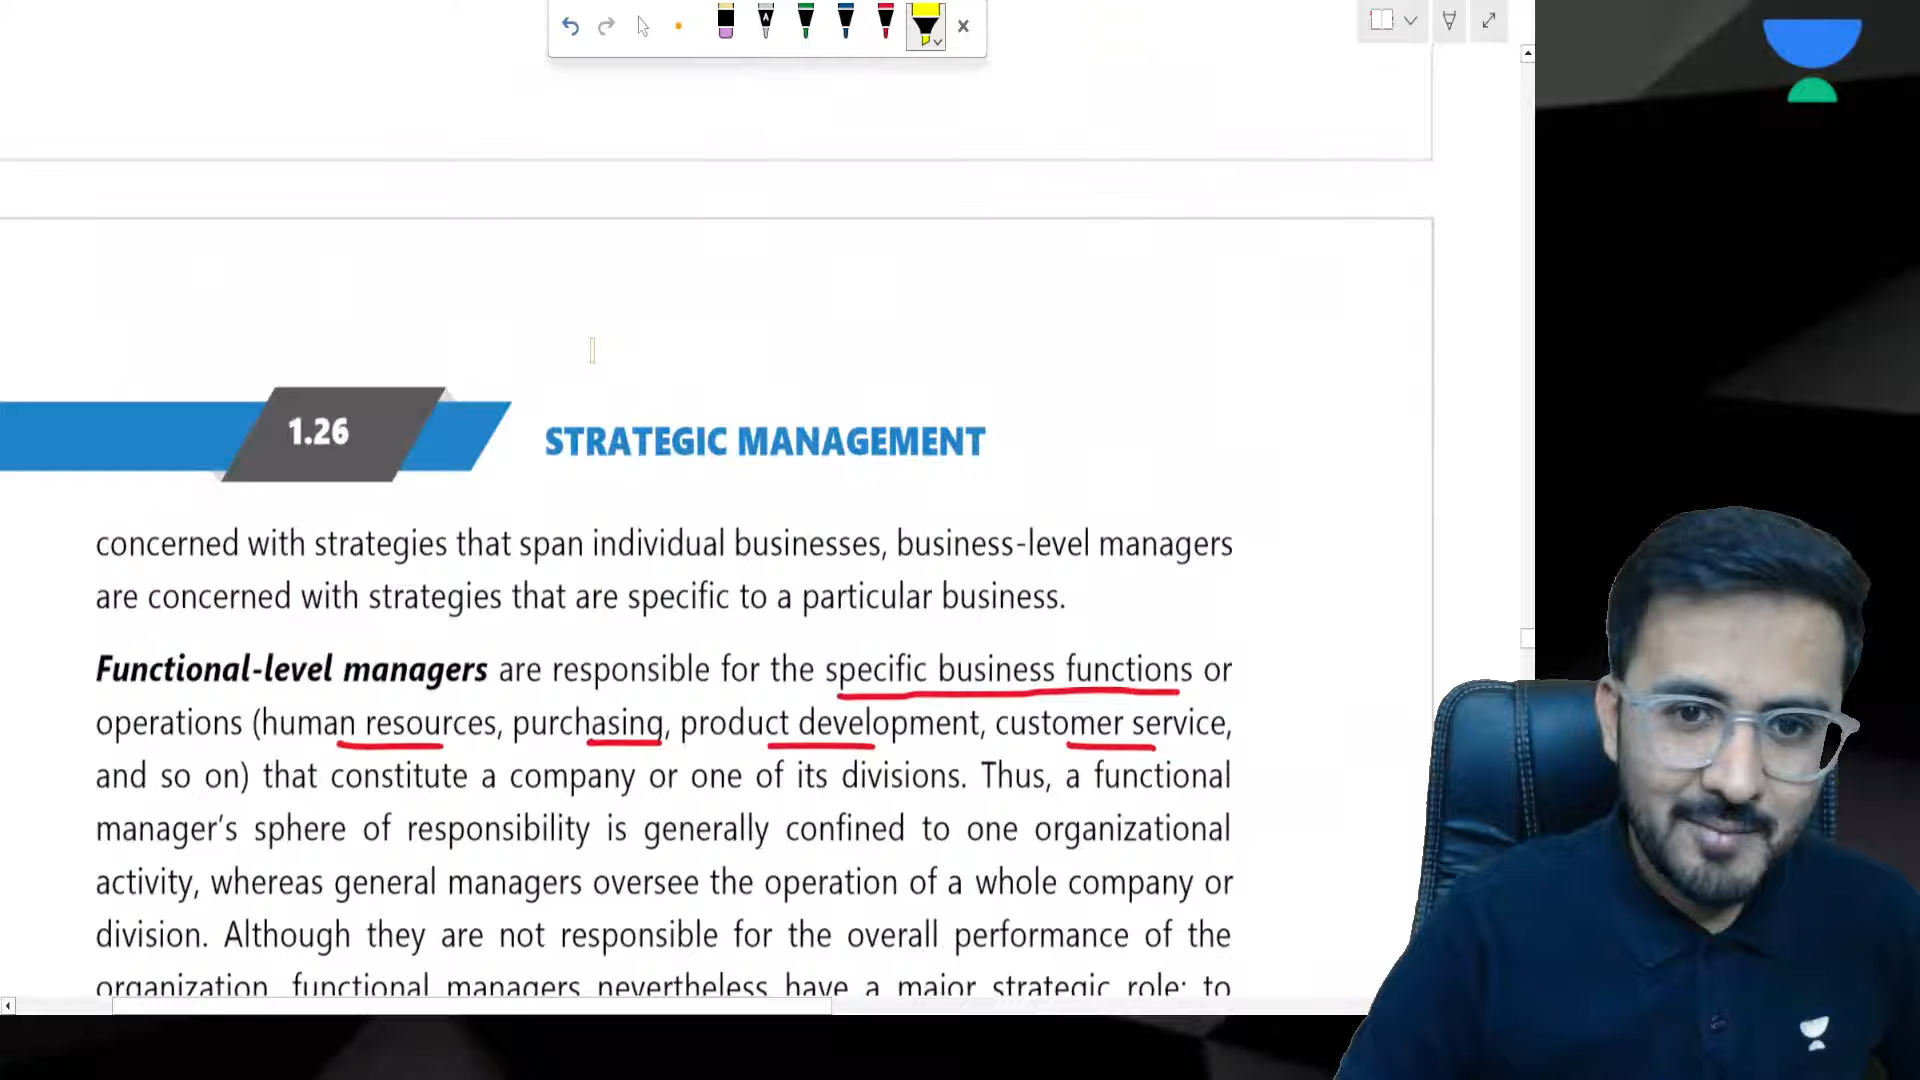 1.26
STRATEGIC MANAGEMENT
concerned with strategies that span individual businesses, business-level managers
are concerned with strategies that are specific to a particular business.
Functional-level managers are responsible for the specific business functions or
operations (human resources, purchasing, product development, customer service,
and so on) that constitute a company or one of its divisions. Thus, a functional
manager's sphere of responsibility is generally confined to one organizational
activity, whereas general managers oversee the operation of a whole company or
division. Although they are not responsible for the overall performance of the
organization, functional managers nevertheless have a major strategic role: to